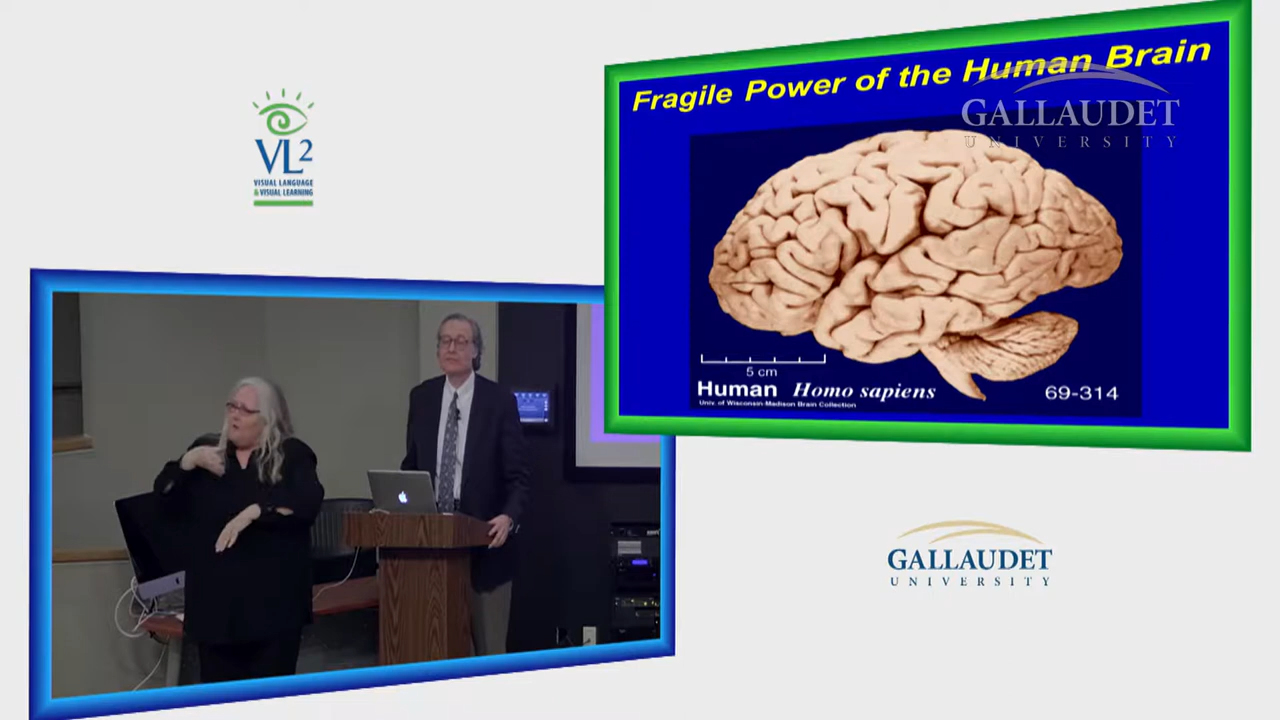 VL2
VISUAL LANGUAGE
& VISUAL LEARNING
Fragile Power of the Human Brain
GALLAUDET
UNIVERSITY
5 cm
Human Homo sapiens
69-314
Univ. of Wisconsin-Madison Brain Collection
GALLAUDET
UNIVERSITY